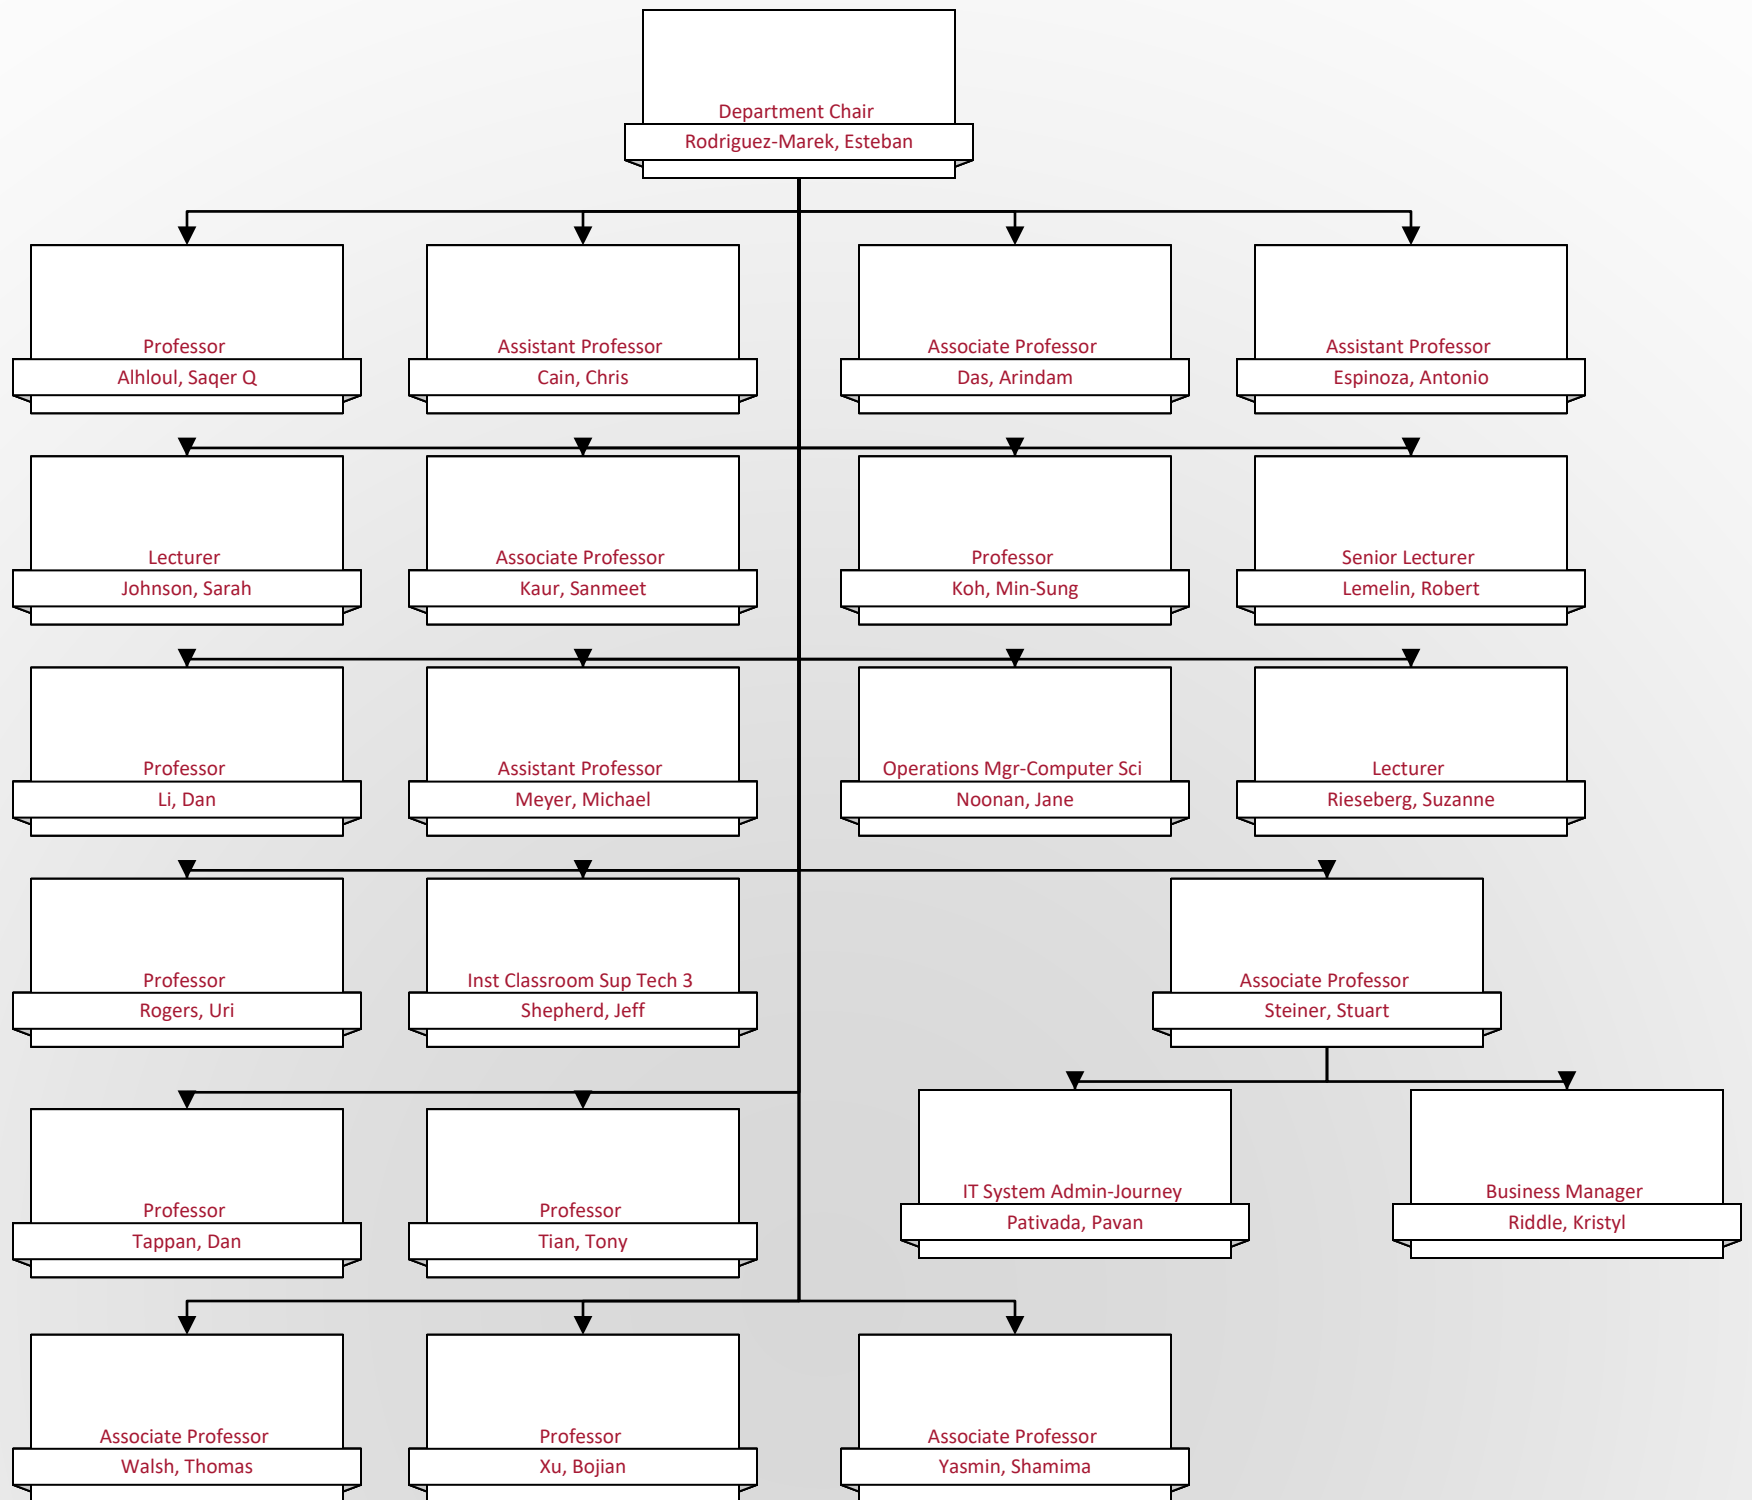 Department Chair
Rodriguez-Marek, Esteban
Professor
Alhloul, Saqer Q
Assistant Professor
Cain, Chris
Associate Professor
Das, Arindam
Assistant Professor
Espinoza, Antonio
Lecturer
Johnson, Sarah
Associate Professor
Kaur, Sanmeet
Professor
Koh, Min-Sung
Senior Lecturer
Lemelin, Robert
Professor
Li, Dan
Assistant Professor
Meyer, Michael
Operations Mgr-Computer Sci
Noonan, Jane
Lecturer
Rieseberg, Suzanne
Professor
Rogers, Uri
Inst Classroom Sup Tech 3
Shepherd, Jeff
Associate Professor
Steiner, Stuart
IT System Admin-Journey
Pativada, Pavan
Business Manager
Riddle, Kristyl
Professor
Tappan, Dan
Professor
Tian, Tony
Associate Professor
Walsh, Thomas
Professor
Xu, Bojian
Associate Professor
Yasmin, Shamima